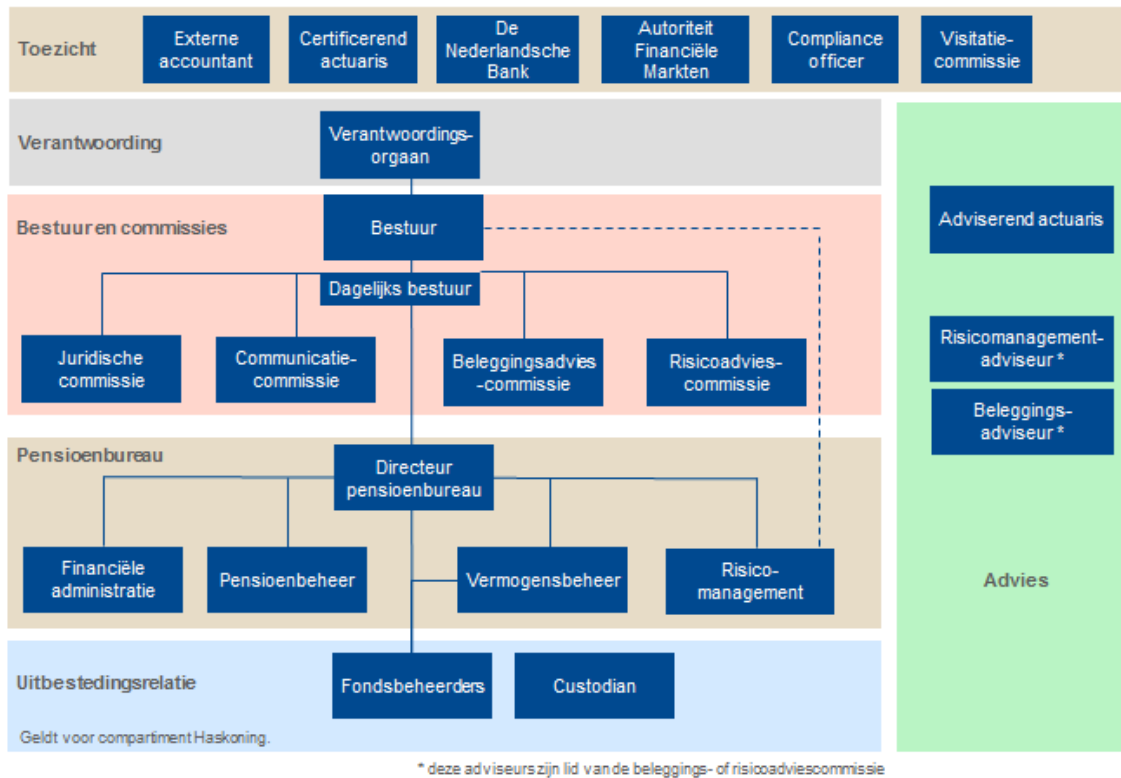 Toezicht
Externe
accountant
Certificerend
actuaris
De
Nederlandsche
Bank
Autoriteit
Financiële
Markten
Compliance
officer
Visitatie-
commissie
Verantwoording
Verantwoordings-
orgaan
Bestuur en commissies
Bestuur
Dagelijks bestuur
Juridische
commissie
Communicatie-
commissie
Beleggingsadvies
-commissie
Risicoadvies-
commissie
Pensioenbureau
Directeur
pensioenbureau
Financiële
administratie
Pensioenbeheer
Vermogensbeheer
Risico-
management
Uitbestedingsrelatie
Fondsbeheerders
Custodian
Geldt voor compartiment Haskoning.
Adviserend actuaris
Risicomanagement-
adviseur *
Beleggings-
adviseur *
Advies
* deze adviseurs zijn lid van de beleggings- of risicoadviescommissie